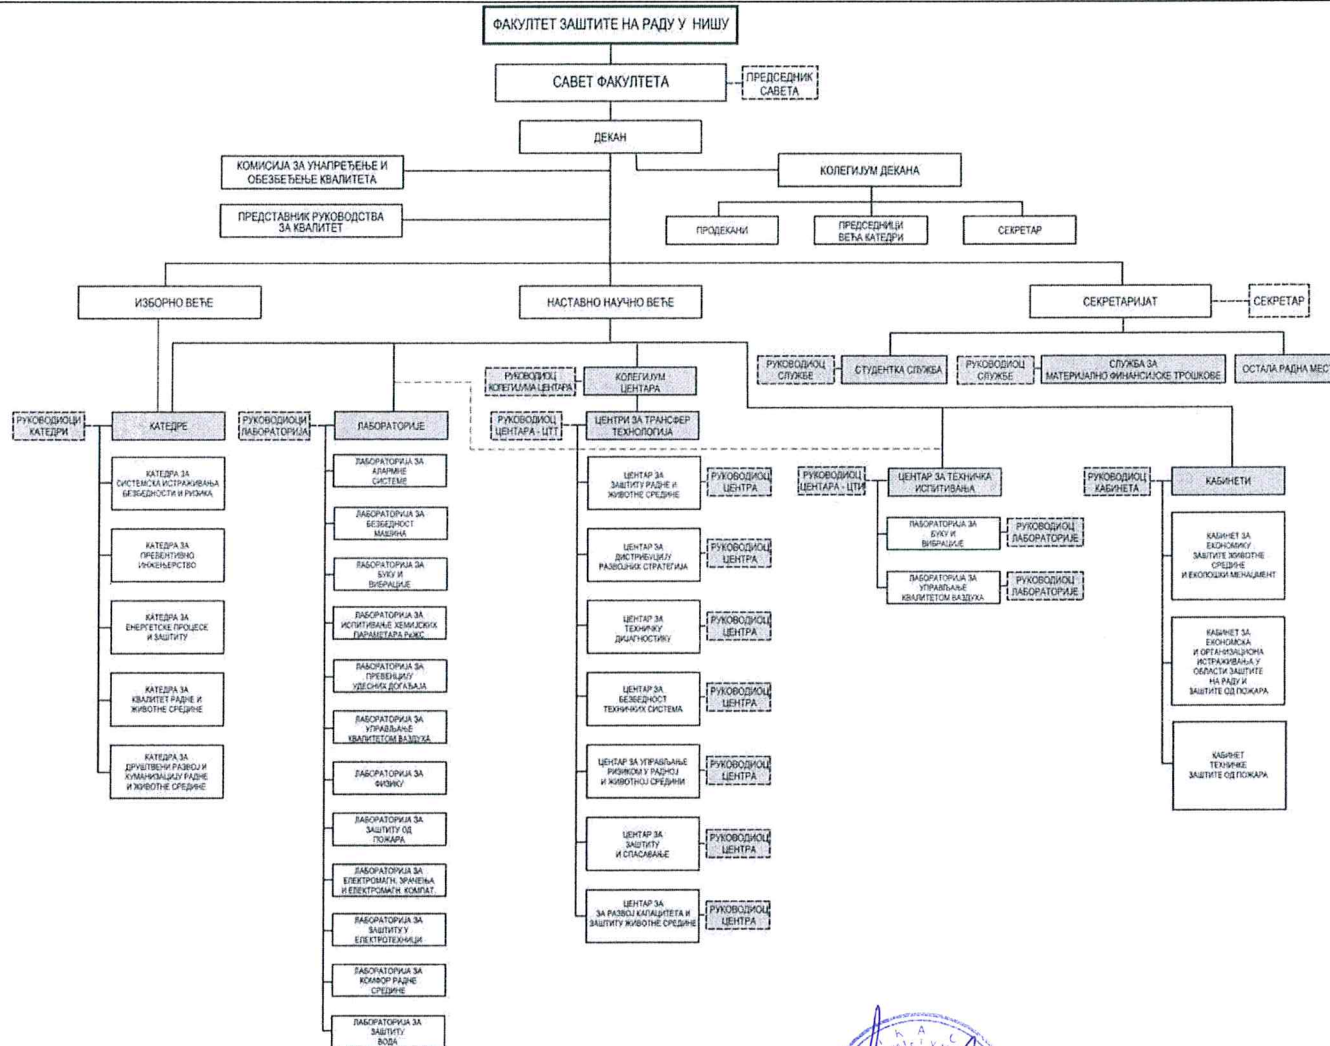 ФАКУЛТЕТ ЗАШТИТЕ НА РАДУ У НИШУ
САВЕТ ФАКУЛТЕТА
ПРЕДСЕДНИК
САВЕТА
ДЕКАН
КОМИСИЈА ЗА УНАПРЕЂЕЊЕ И
ОБЕЗБЕЂЕЊЕ КВАЛИТЕТА
КОЛЕГИЈУМ ДЕКАНА
ПРЕДСТАВНИК РУКОВОДСТВА
ЗА КВАЛИТЕТ
ПРОДЕКАНИ
ПРЕДСЕДНИЦИ
ВЕЋА КАТЕДРИ
СЕКРЕТАР
ИЗБОРНО ВЕЋЕ
НАСТАВНО НАУЧНО ВЕЋЕ
СЕКРЕТАРИЈАТ
СЕКРЕТАР
РУКОВОДИОЦ
СЛУЖБЕ
СТУДЕНТКА СЛУЖБА
РУКОВОДИОЦ
СЛУЖБЕ
СЛУЖБА ЗА
МАТЕРИЈАЛНО ФИНАНСИЈСКЕ ТРОШКОВЕ
ОСТАЛА РАДНА МЕСТ
РУКОВОДИОЦ
КОЛЕГИЈУМА ЦЕНТАРА
КОЛЕГИЈУМ
ЦЕНТАРА
РУКОВОДИОЦИ
КАТЕДРИ
КАТЕДРЕ
РУКОВОДИОЦИ
ЛАБОРАТОРИЈА
ЛАБОРАТОРИЈЕ
РУКОВОДИОЦ
ЦЕНТАРА - ЦТТ
ЦЕНТРИ ЗА ТРАНСФЕР
ТЕХНОЛОГИЈА
РУКОВОДИОЦ
ЦЕНТАРА - ЦТИ
ЦЕНТАР ЗА ТЕХНИЧКА
ИСПИТИВАЊА
РУКОВОДИОЦ
КАБИНЕТА
КАБИНЕТИ
КАТЕДРА ЗА
СИСТЕМСКА ИСТРАЖИВАЊА
БЕЗБЕДНОСТИ И РИЗИКА
КАТЕДРА ЗА
ПРЕВЕНТИВНО
ИНЖЕЊЕРСТВО
КАТЕДРА ЗА
ЕНЕРГЕТСКЕ ПРОЦЕСЕ
И ЗАШТИТУ
КАТЕДРА ЗА
КВАЛИТЕТ РАДНЕ И
ЖИВОТНЕ СРЕДИНЕ
КАТЕДРА ЗА
ДРУШТВЕНИ РАЗВОЈ И
ХУМАНИЗАЦИЈУ РАДНЕ
И ЖИВОТНЕ СРЕДИНЕ
ЛАБОРАТОРИЈА ЗА
АЛАРМНЕ
СИСТЕМЕ
ЛАБОРАТОРИЈА ЗА
БЕЗБЕДНОСТ
МАШИНА
ЛАБОРАТОРИЈА ЗА
БУКУ И
ВИБРАЦИЈЕ
ЛАБОРАТОРИЈА ЗА
ИСПИТИВАЊЕ ХЕМИЈСКИХ
ПАРАМЕТАРА РиЖС
ЛАБОРАТОРИЈА ЗА
ПРЕВЕНЦИЈУ
УДЕСНИХ ДОГАЂАЈА
ЛАБОРАТОРИЈА ЗА
УПРАВЉАЊЕ
КВАЛИТЕТОМ ВАЗДУХА
ЛАБОРАТОРИЈА ЗА
ФИЗИКУ
ЛАБОРАТОРИЈА ЗА
ЗАШТИТУ ОД
ПОЖАРА
ЛАБОРАТОРИЈА ЗА
ЕЛЕКТРОМАГН. ЗРАЧЕЊА
И ЕЛЕКТРОМАГН. КОМПАТ.
ЛАБОРАТОРИЈА ЗА
ЗАШТИТУ У
ЕЛЕКТРОТЕХНИЦИ
ЛАБОРАТОРИЈА ЗА
КОМФОР РАДНЕ
СРЕДИНЕ
ЛАБОРАТОРИЈА ЗА
ЗАШТИТУ
ВОДА
ЦЕНТАР ЗА
ЗАШТИТУ РАДНЕ И
ЖИВОТНЕ СРЕДИНЕ
РУКОВОДИОЦ
ЦЕНТРА
ЦЕНТАР ЗА
ДИСТРИБУЦИЈУ
РАЗВОЈНИХ СТРАТЕГИЈА
РУКОВОДИОЦ
ЦЕНТРА
ЦЕНТАР ЗА
ТЕХНИЧКУ
ДИЈАГНОСТИКУ
РУКОВОДИОЦ
ЦЕНТРА
ЦЕНТАР ЗА
БЕЗБЕДНОСТ
ТЕХНИЧКИХ СИСТЕМА
РУКОВОДИОЦ
ЦЕНТРА
ЦЕНТАР ЗА УПРАВЉАЊЕ
РИЗИКОМ У РАДНОЈ
И ЖИВОТНОЈ СРЕДИНИ
РУКОВОДИОЦ
ЦЕНТРА
ЦЕНТАР ЗА
ЗАШТИТУ
И СПАСАВАЊЕ
РУКОВОДИОЦ
ЦЕНТРА
ЦЕНТАР ЗА
ЗА РАЗВОЈ КАПАЦИТЕТА И
ЗАШТИТУ ЖИВОТНЕ СРЕДИНЕ
РУКОВОДИОЦ
ЦЕНТРА
ЛАБОРАТОРИЈА ЗА
БУКУ И
ВИБРАЦИЈЕ
РУКОВОДИОЦ
ЛАБОРАТОРИЈЕ
ЛАБОРАТОРИЈА ЗА
УПРАВЉАЊЕ
КВАЛИТЕТОМ ВАЗДУХА
РУКОВОДИОЦ
ЛАБОРАТОРИЈЕ
КАБИНЕТ ЗА
ЕКОНОМИКУ
ЗАШТИТЕ ЖИВОТНЕ
СРЕДИНЕ
И ЕКОЛОШКИ МЕНАЏМЕНТ
КАБИНЕТ ЗА
ЕКОНОМСКА
И ОРГАНИЗАЦИОНА
ИСТРАЖИВАЊА У
ОБЛАСТИ ЗАШТИТЕ
НА РАДУ И
ЗАШТИТЕ ОД ПОЖАРА
КАБИНЕТ
ТЕХНИЧКЕ
ЗАШТИТЕ ОД ПОЖАРА